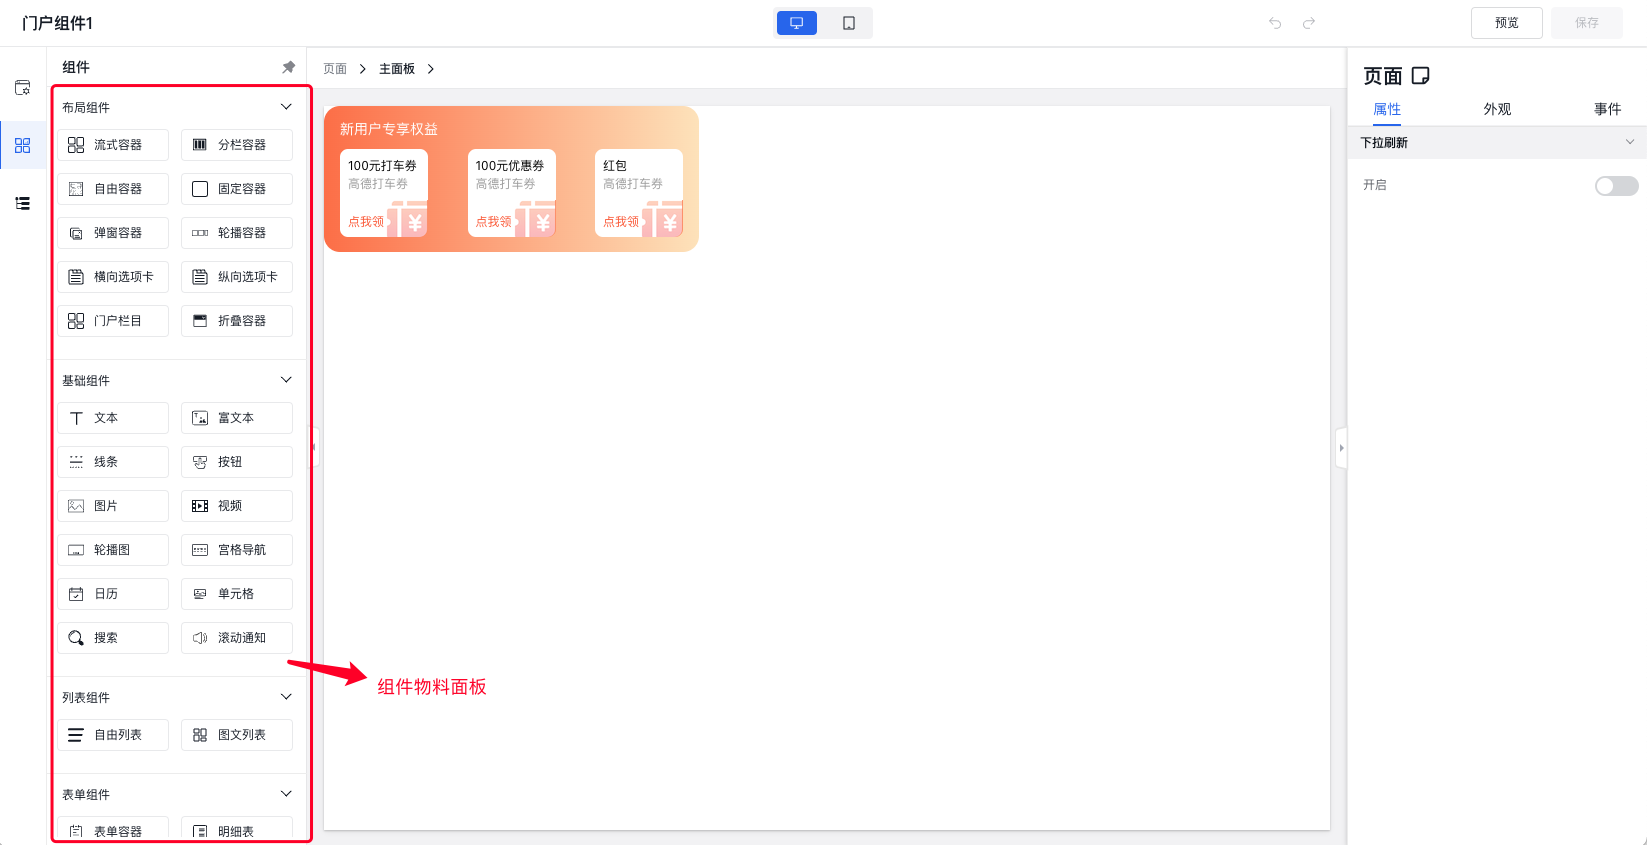 门户组件1
预览
保存
组件
布局组件
流式容器
分栏容器
自由容器
固定容器
弹窗容器
轮播容器
横向选项卡
纵向选项卡
门户栏目
折叠容器
基础组件
文本
富文本
线条
按钮
图片
视频
轮播图
宫格导航
日历
单元格
搜索
滚动通知
列表组件
自由列表
图文列表
表单组件
表单容器
明细表
页面 > 主面板 >
新用户专享权益
100元打车券
高德打车券
点我领
¥
100元优惠券
高德打车券
点我领
¥
红包
高德打车券
点我领
¥
组件物料面板
页面
属性
外观
事件
下拉刷新
开启